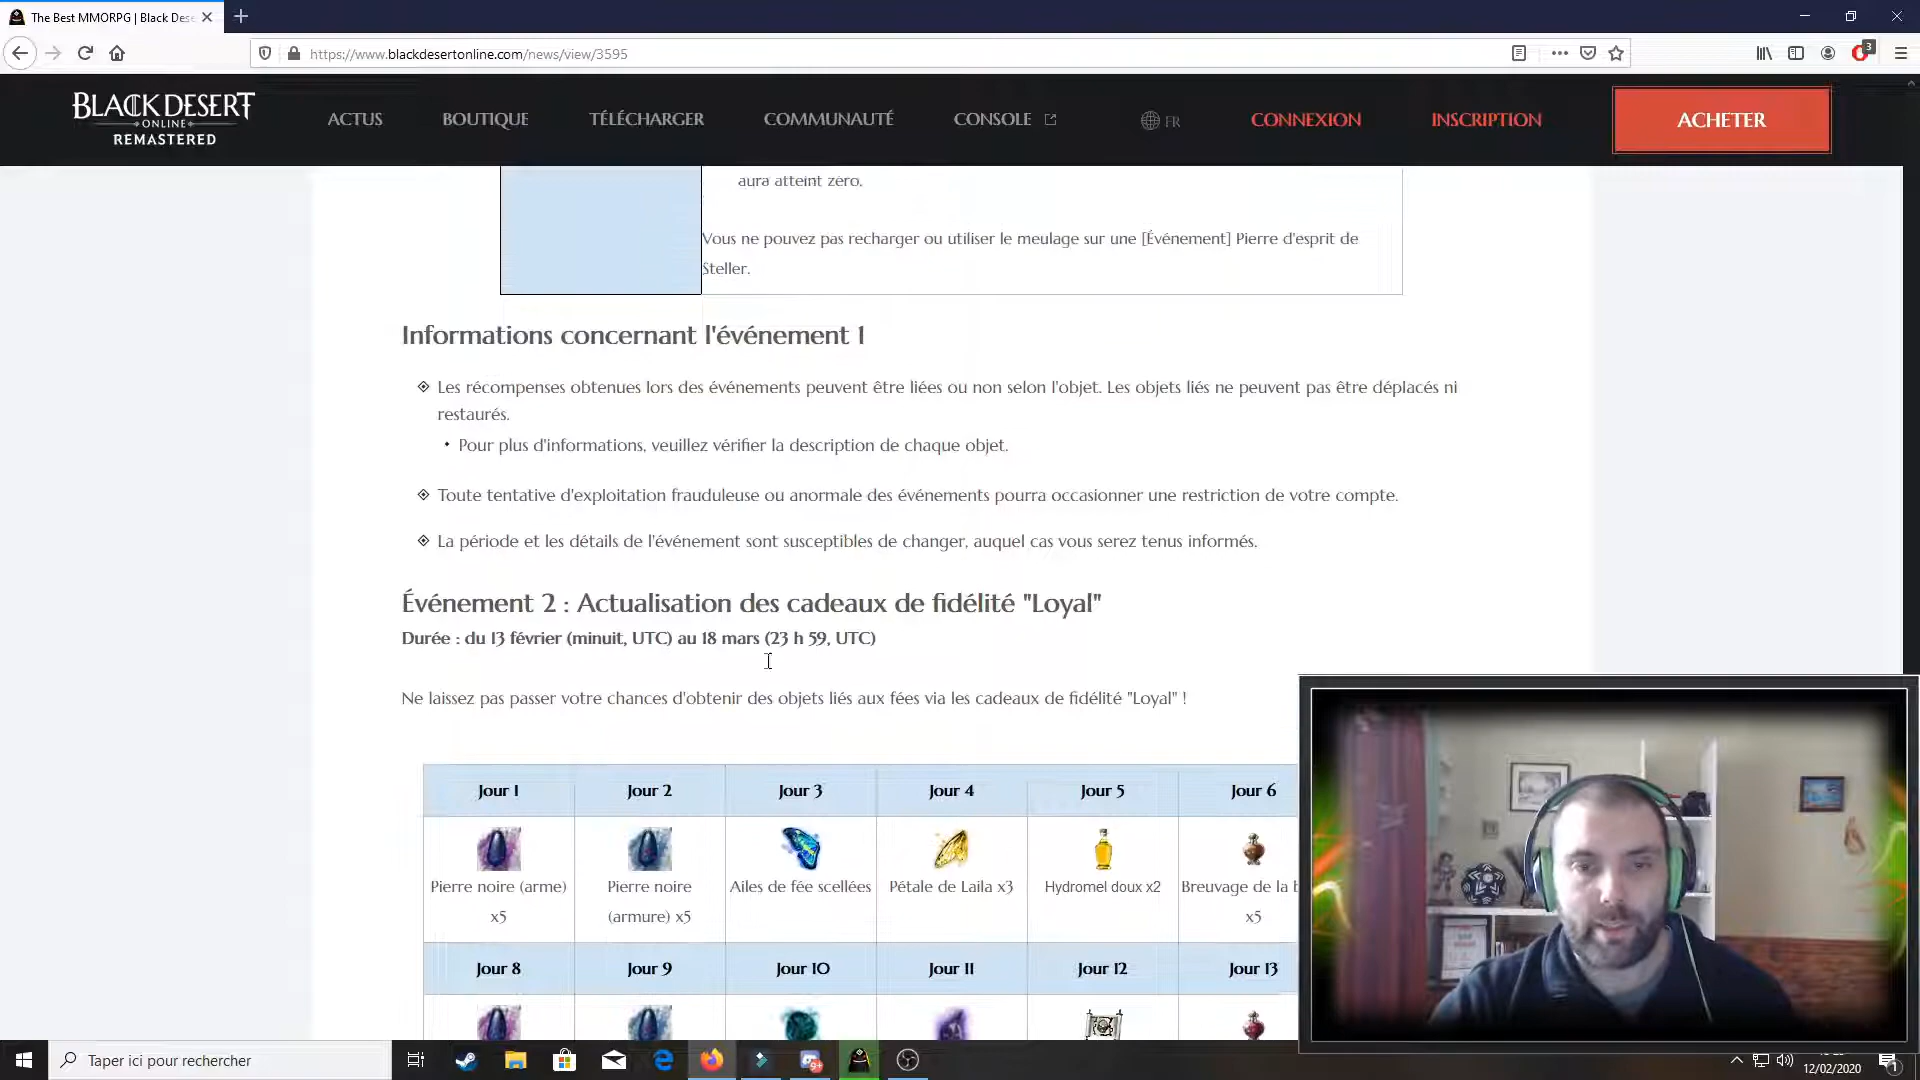 The Best MMORPG | Black Dese
https://www.blackdesertonline.com/news/view/3595
3
BLACK DESERT
ONLINE
REMASTERED
ACTUS
BOUTIQUE
TÉLÉCHARGER
COMMUNAUTÉ
CONSOLE
FR
CONNEXION
INSCRIPTION
ACHETER
aura atteint zéro.
Vous ne pouvez pas recharger ou utiliser le meulage sur une [Événement] Pierre d'esprit de
Steller.
Informations concernant l'événement 1
Les récompenses obtenues lors des événements peuvent être liées ou non selon l'objet. Les objets liés ne peuvent pas être déplacés ni
restaurés.
• Pour plus d'informations, veuillez vérifier la description de chaque objet.
Toute tentative d'exploitation frauduleuse ou anormale des événements pourra occasionner une restriction de votre compte.
La période et les détails de l'événement sont susceptibles de changer, auquel cas vous serez tenus informés.
Événement 2 : Actualisation des cadeaux de fidélité "Loyal"
Durée : du 13 février (minuit, UTC) au 18 mars (23 h 59, UTC)
Ne laissez pas passer votre chances d'obtenir des objets liés aux fées via les cadeaux de fidélité "Loyal" !
Jour 1
Jour 2
Jour 3
Jour 4
Jour 5
Jour 6
Pierre noire (arme)
x5
Pierre noire
(armure) x5
Ailes de fée scellées
Pétale de Laila x3
Hydromel doux x2
Breuvage de la b
x5
Jour 8
Jour 9
Jour 10
Jour 11
Jour 12
Jour 13
Taper ici pour rechercher
9+
12/02/2020
1